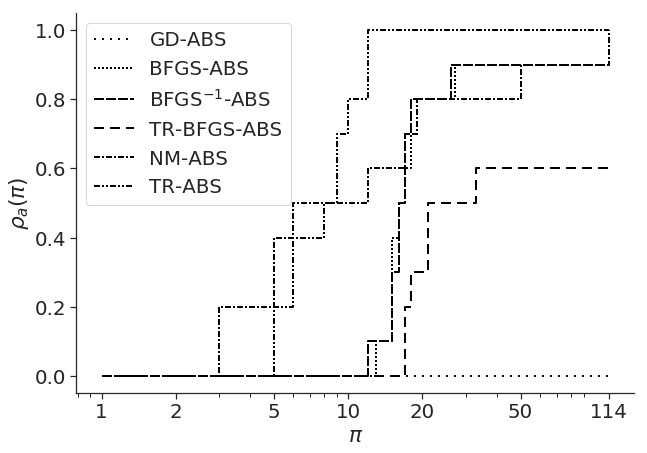 GD-ABS
BFGS-ABS
BFGS⁻¹-ABS
TR-BFGS-ABS
NM-ABS
TR-ABS
1.0
0.8
0.6
0.4
0.2
0.0
ρₐ(π)
1 2 5 10 20 50 114
π